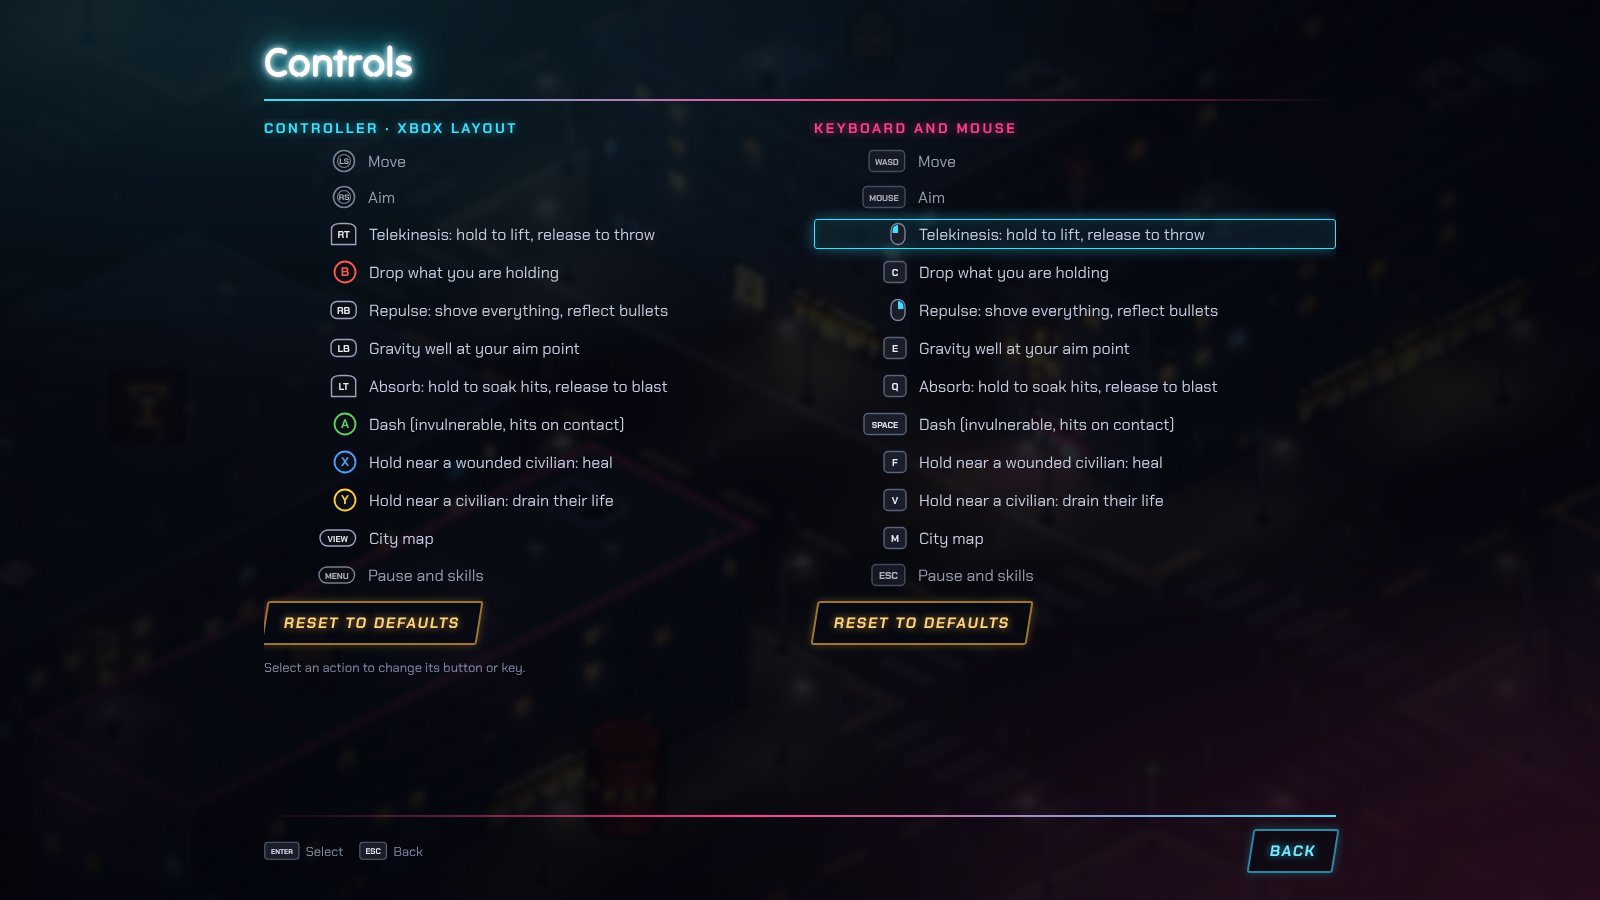 Controls
CONTROLLER · XBOX LAYOUT
LS Move
RS Aim
RT Telekinesis: hold to lift, release to throw
B Drop what you are holding
RB Repulse: shove everything, reflect bullets
LB Gravity well at your aim point
LT Absorb: hold to soak hits, release to blast
A Dash (invulnerable, hits on contact)
X Hold near a wounded civilian: heal
Y Hold near a civilian: drain their life
VIEW City map
MENU Pause and skills
RESET TO DEFAULTS
Select an action to change its button or key.
KEYBOARD AND MOUSE
WASD Move
MOUSE Aim
Telekinesis: hold to lift, release to throw
C Drop what you are holding
Repulse: shove everything, reflect bullets
E Gravity well at your aim point
Q Absorb: hold to soak hits, release to blast
SPACE Dash (invulnerable, hits on contact)
F Hold near a wounded civilian: heal
V Hold near a civilian: drain their life
M City map
ESC Pause and skills
RESET TO DEFAULTS
ENTER Select ESC Back
BACK